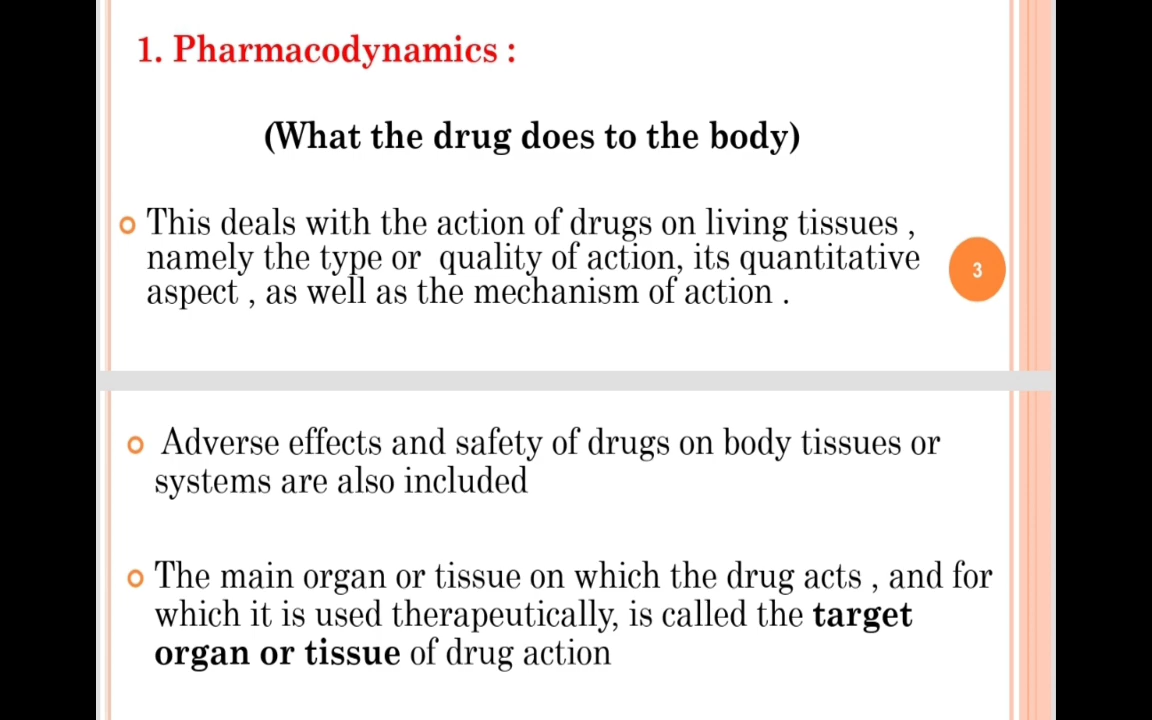 1. Pharmacodynamics :
(What the drug does to the body)
This deals with the action of drugs on living tissues ,
namely the type or quality of action, its quantitative
aspect , as well as the mechanism of action .
3
Adverse effects and safety of drugs on body tissues or
systems are also included
The main organ or tissue on which the drug acts , and for
which it is used therapeutically, is called the target
organ or tissue of drug action